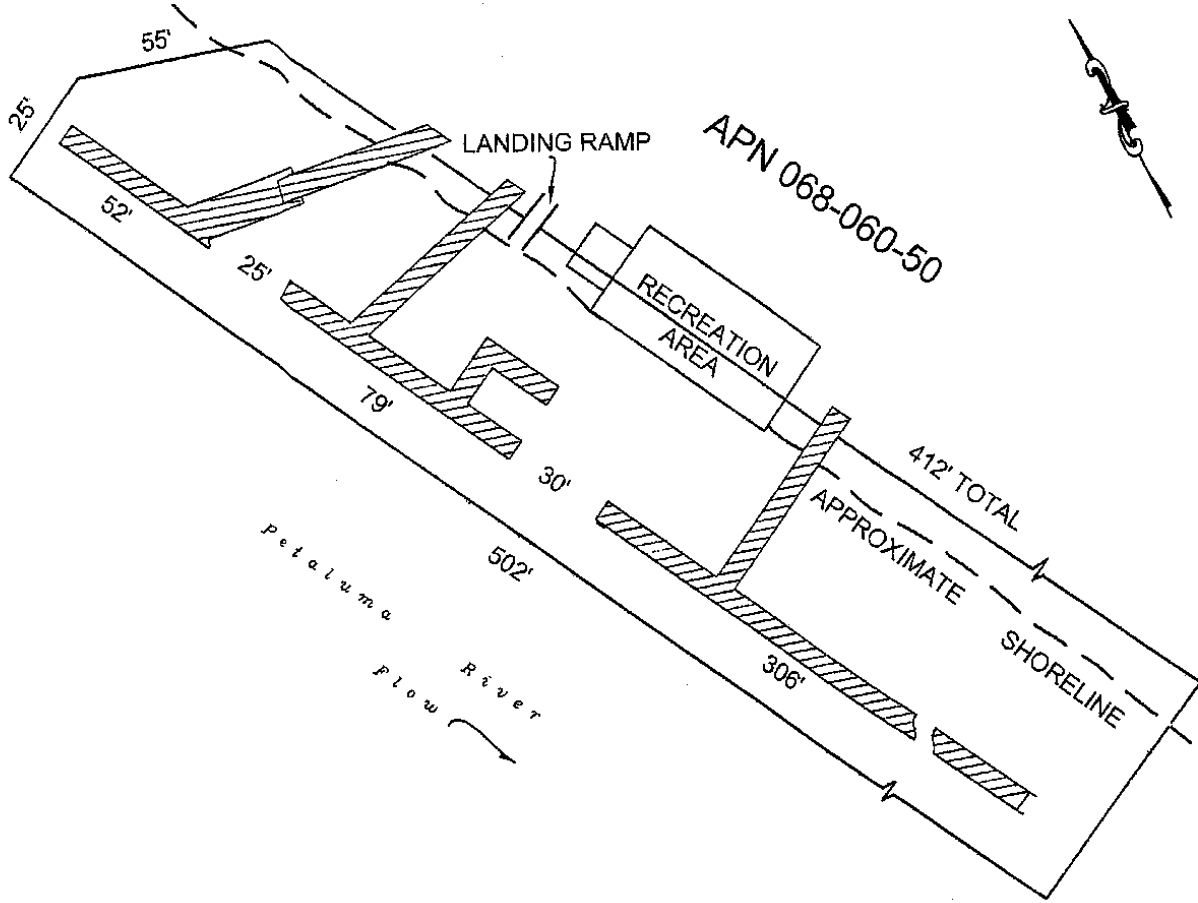 55'
25'
LANDING RAMP
APN 068-060-50
52'
25'
RECREATION
AREA
79'
30'
412' TOTAL
APPROXIMATE
SHORELINE
502'
306'
Petaluma
River
Flow